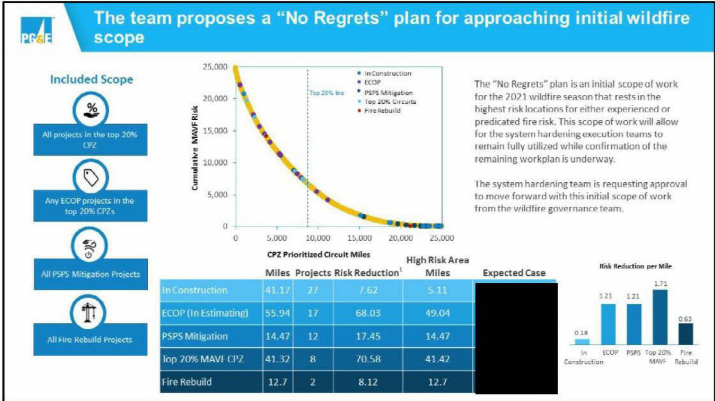 The team proposes a "No Regrets" plan for approaching initial wildfire
scope
PG&E
Included Scope
%
All projects in the top 20%
CPZ
Any ECOP projects in the
top 20% CPZs
All PSPS Mitigation Projects
All Fire Rebuild Projects
Cumulative MAVF Risk
25,000
20,000
15,000
10,000
5,000
0
0 5,000 10,000 15,000 20,000 25,000
CPZ Prioritized Circuit Miles
Top 20% line
In Construction
ECOP
PSPS Mitigation
Top 20% Circuits
Fire Rebuild
The "No Regrets" plan is an initial scope of work
for the 2021 wildfire season that rests in the
highest risk locations for either experienced or
predicated fire risk. This scope of work will allow
for the system hardening execution teams to
remain fully utilized while confirmation of the
remaining workplan is underway.
The system hardening team is requesting approval
to move forward with this initial scope of work
from the wildfire governance team.
Miles Projects Risk Reduction1 High Risk Area Miles Expected Case
In Construction 41.17 27 7.62 5.11
ECOP (In Estimating) 55.94 17 68.03 49.04
PSPS Mitigation 14.47 12 17.45 14.47
Top 20% MAVF CPZ 41.32 8 70.58 41.42
Fire Rebuild 12.7 2 8.12 12.7
Risk Reduction per Mile
0.18 1.21 1.21 1.71 0.63
In Construction ECOP PSPS Top 20% MAVF Fire Rebuild